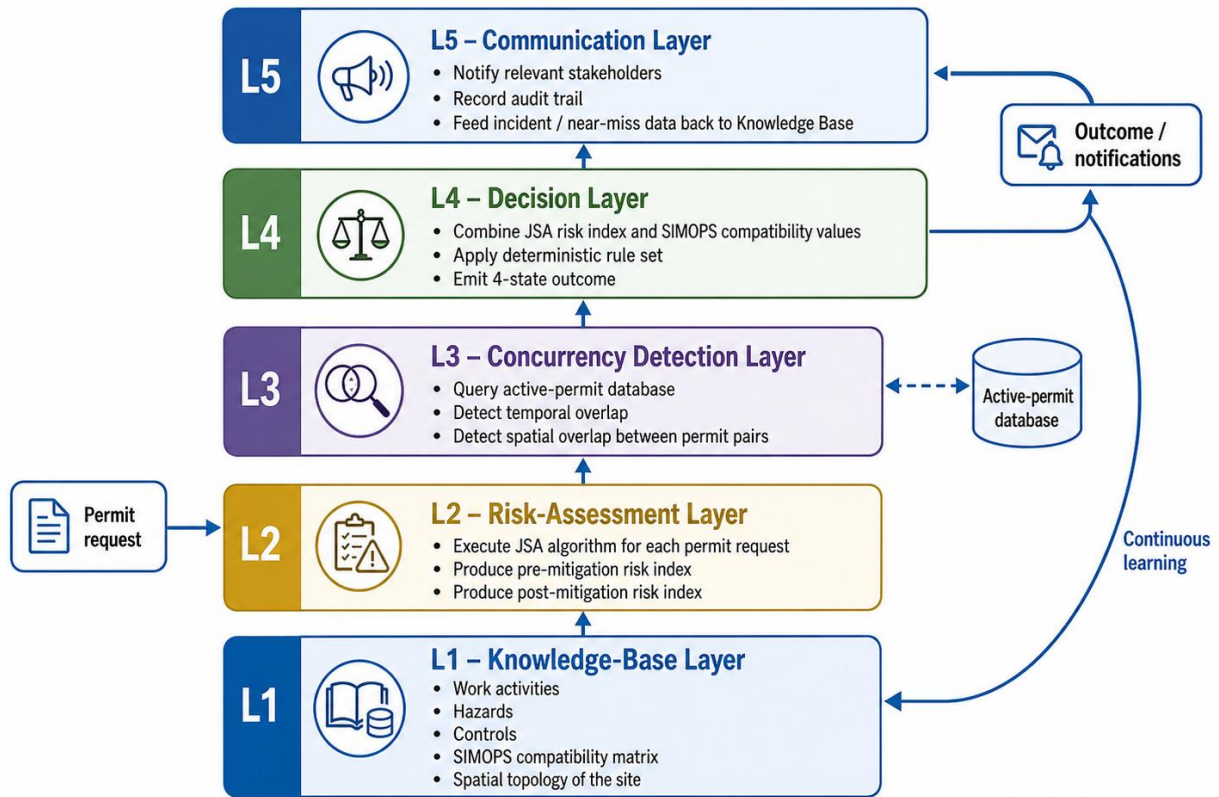 L5
L5 – Communication Layer
• Notify relevant stakeholders
• Record audit trail
• Feed incident / near-miss data back to Knowledge Base
Outcome /
notifications
L4
L4 – Decision Layer
• Combine JSA risk index and SIMOPS compatibility values
• Apply deterministic rule set
• Emit 4-state outcome
L3
L3 – Concurrency Detection Layer
• Query active-permit database
• Detect temporal overlap
• Detect spatial overlap between permit pairs
Active-permit
database
Permit
request
L2
L2 – Risk-Assessment Layer
• Execute JSA algorithm for each permit request
• Produce pre-mitigation risk index
• Produce post-mitigation risk index
Continuous
learning
L1
L1 – Knowledge-Base Layer
• Work activities
• Hazards
• Controls
• SIMOPS compatibility matrix
• Spatial topology of the site